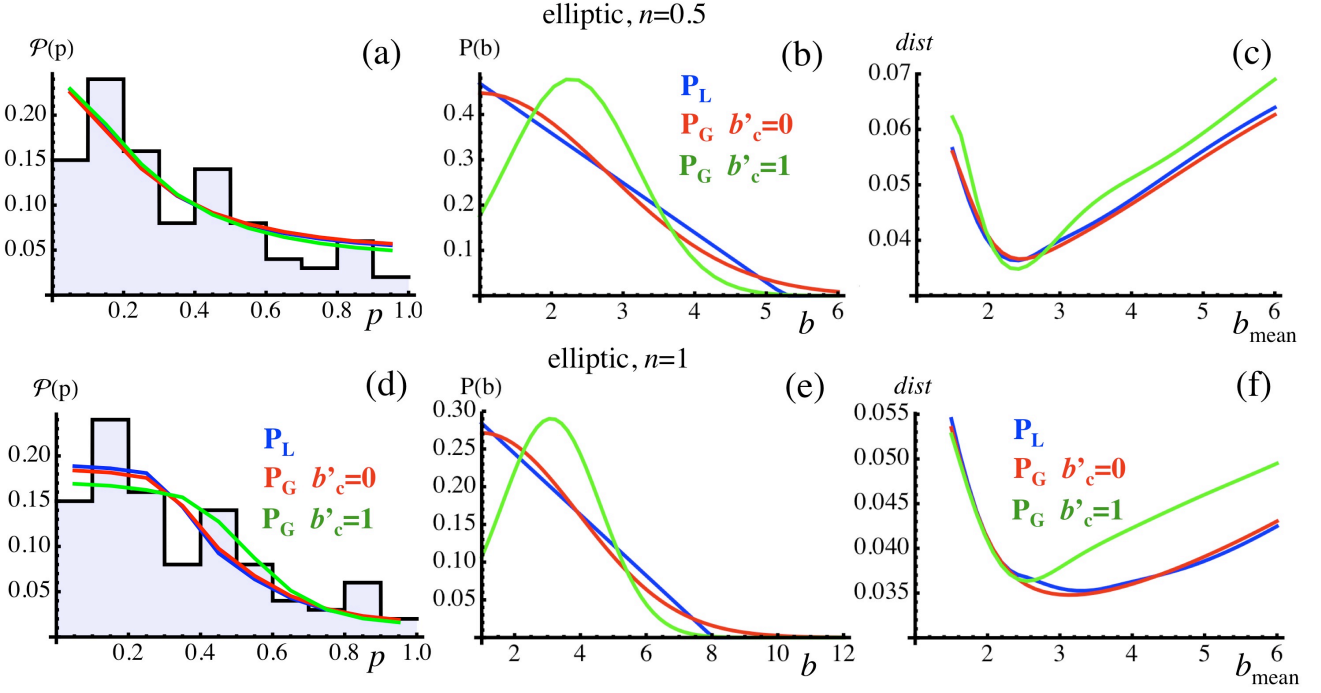 elliptic, n=0.5
𝒫(p)
(a)
0.20
0.15
0.10
0.05
0.2 0.4 0.6 0.8 1.0
p
P(b)
(b)
P_L
P_G b'_c=0
P_G b'_c=1
0.4
0.3
0.2
0.1
2 3 4 5 6
b
dist
(c)
0.07
0.06
0.05
0.04
2 3 4 5 6
b_mean
elliptic, n=1
𝒫(p)
(d)
P_L
P_G b'_c=0
P_G b'_c=1
0.20
0.15
0.10
0.05
0.2 0.4 0.6 0.8 1.0
p
P(b)
(e)
0.30
0.25
0.20
0.15
0.10
0.05
2 4 6 8 10 12
b
dist
(f)
P_L
P_G b'_c=0
P_G b'_c=1
0.055
0.050
0.045
0.040
0.035
2 3 4 5 6
b_mean